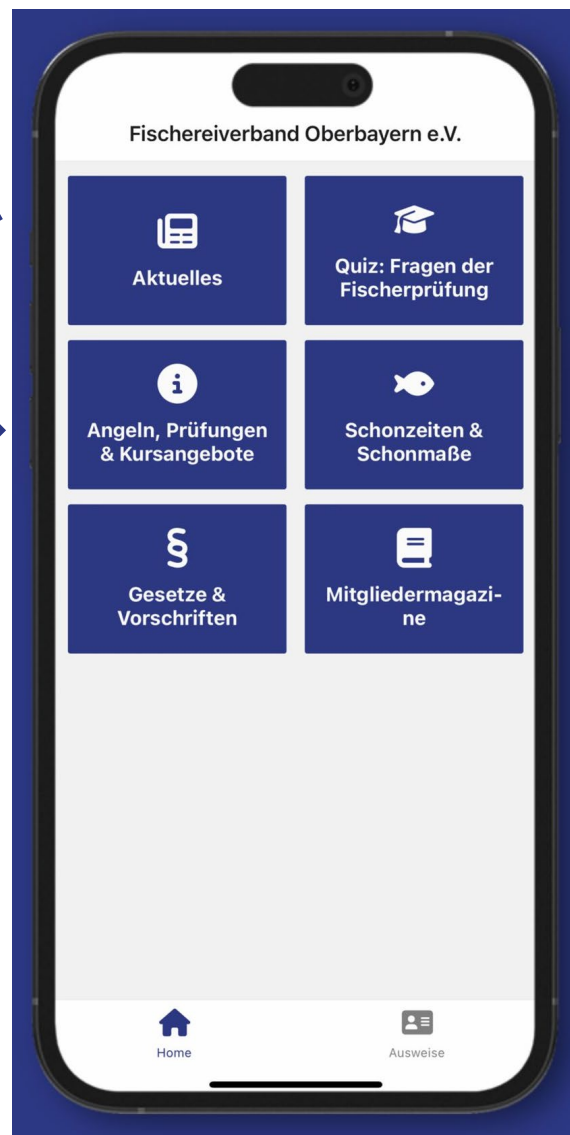 Fischereiverband Oberbayern e.V.
Aktuelles
Quiz: Fragen der
Fischerprüfung
Angeln, Prüfungen
& Kursangebote
Schonzeiten &
Schonmaße
§
Gesetze &
Vorschriften
Mitgliedermagazi-
ne
Home
Ausweise